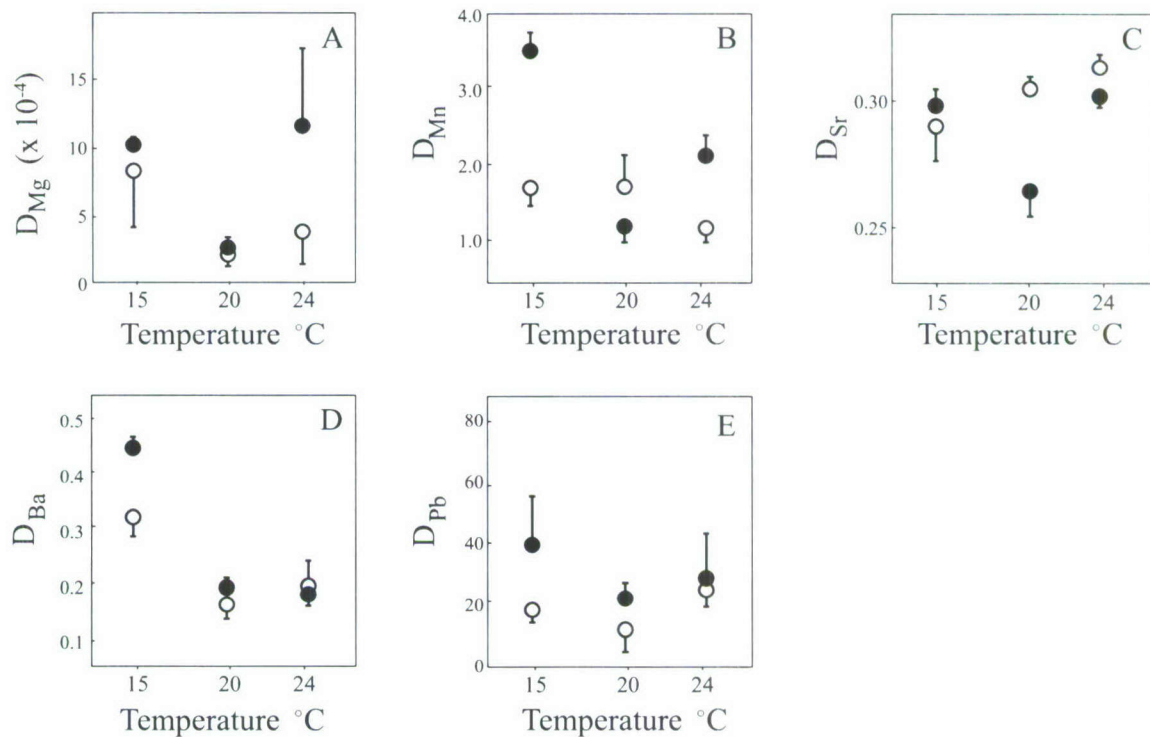 A
D_Mg (x 10⁻⁴)
15
10
5
0
15 20 24
Temperature °C
B
D_Mn
4.0
3.0
2.0
1.0
15 20 24
Temperature °C
C
D_Sr
0.30
0.25
15 20 24
Temperature °C
D
D_Ba
0.5
0.4
0.3
0.2
0.1
15 20 24
Temperature °C
E
D_Pb
80
60
40
20
0
15 20 24
Temperature °C